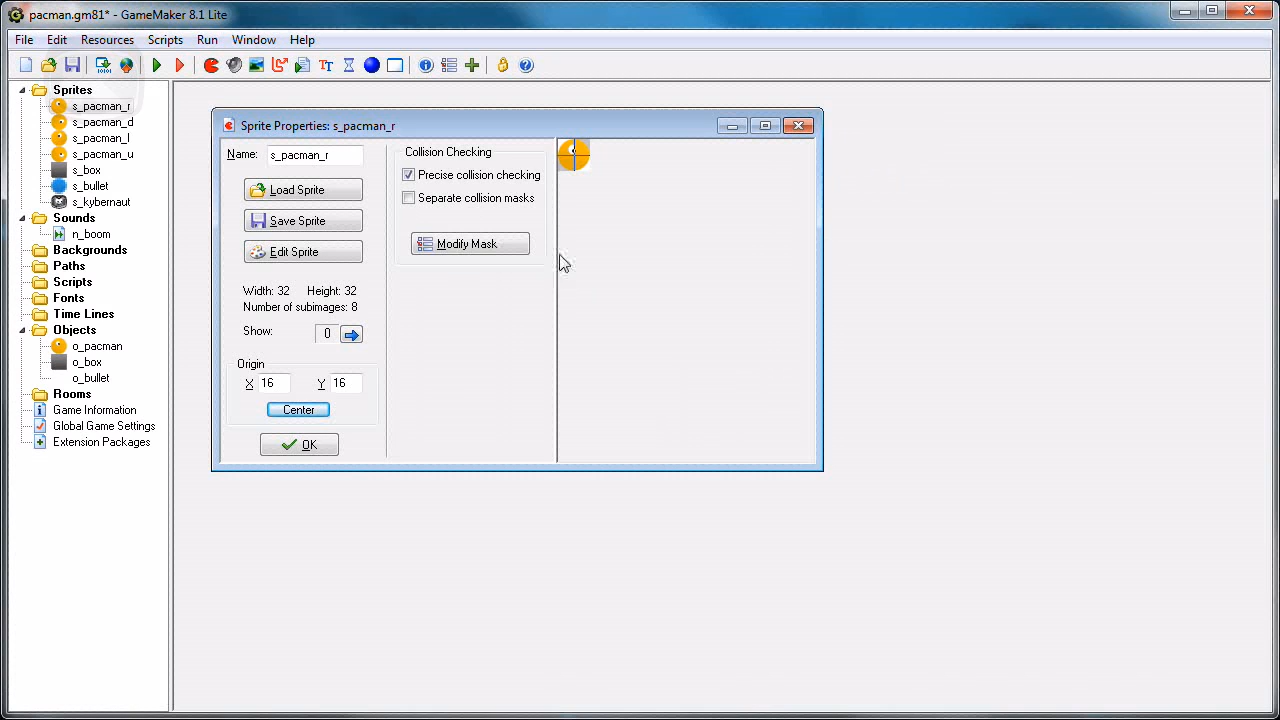 pacman.gm81* - GameMaker 8.1 Lite
File Edit Resources Scripts Run Window Help
Sprites
s_pacman_r
s_pacman_d
s_pacman_l
s_pacman_u
s_box
s_bullet
s_kybernaut
Sounds
n_boom
Backgrounds
Paths
Scripts
Fonts
Time Lines
Objects
o_pacman
o_box
o_bullet
Rooms
Game Information
Global Game Settings
Extension Packages
Sprite Properties: s_pacman_r
Name: s_pacman_r
Load Sprite
Save Sprite
Edit Sprite
Width: 32 Height: 32
Number of subimages: 8
Show: 0
Origin
X 16 Y 16
Center
OK
Collision Checking
Precise collision checking
Separate collision masks
Modify Mask